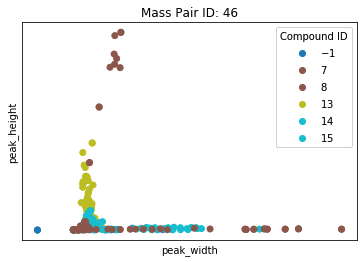 Mass Pair ID: 46
Compound ID
−1
7
8
13
14
15
peak_height
peak_width